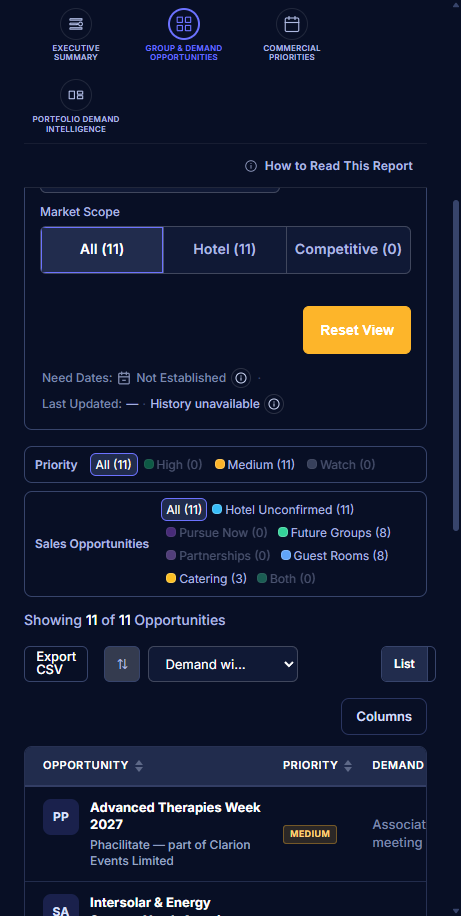 EXECUTIVE
SUMMARY
GROUP & DEMAND
OPPORTUNITIES
COMMERCIAL
PRIORITIES
PORTFOLIO DEMAND
INTELLIGENCE
How to Read This Report
Market Scope
All (11)
Hotel (11)
Competitive (0)
Reset View
Need Dates: Not Established ·
Last Updated: — · History unavailable
Priority All (11) High (0) Medium (11) Watch (0)
Sales Opportunities
All (11) Hotel Unconfirmed (11)
Pursue Now (0) Future Groups (8)
Partnerships (0) Guest Rooms (8)
Catering (3) Both (0)
Showing 11 of 11 Opportunities
Export
CSV
Demand wi...
List
Columns
OPPORTUNITY PRIORITY DEMAND
PP
Advanced Therapies Week
2027
Phacilitate — part of Clarion
Events Limited
MEDIUM
Associat
meeting
SA
Intersolar & Energy